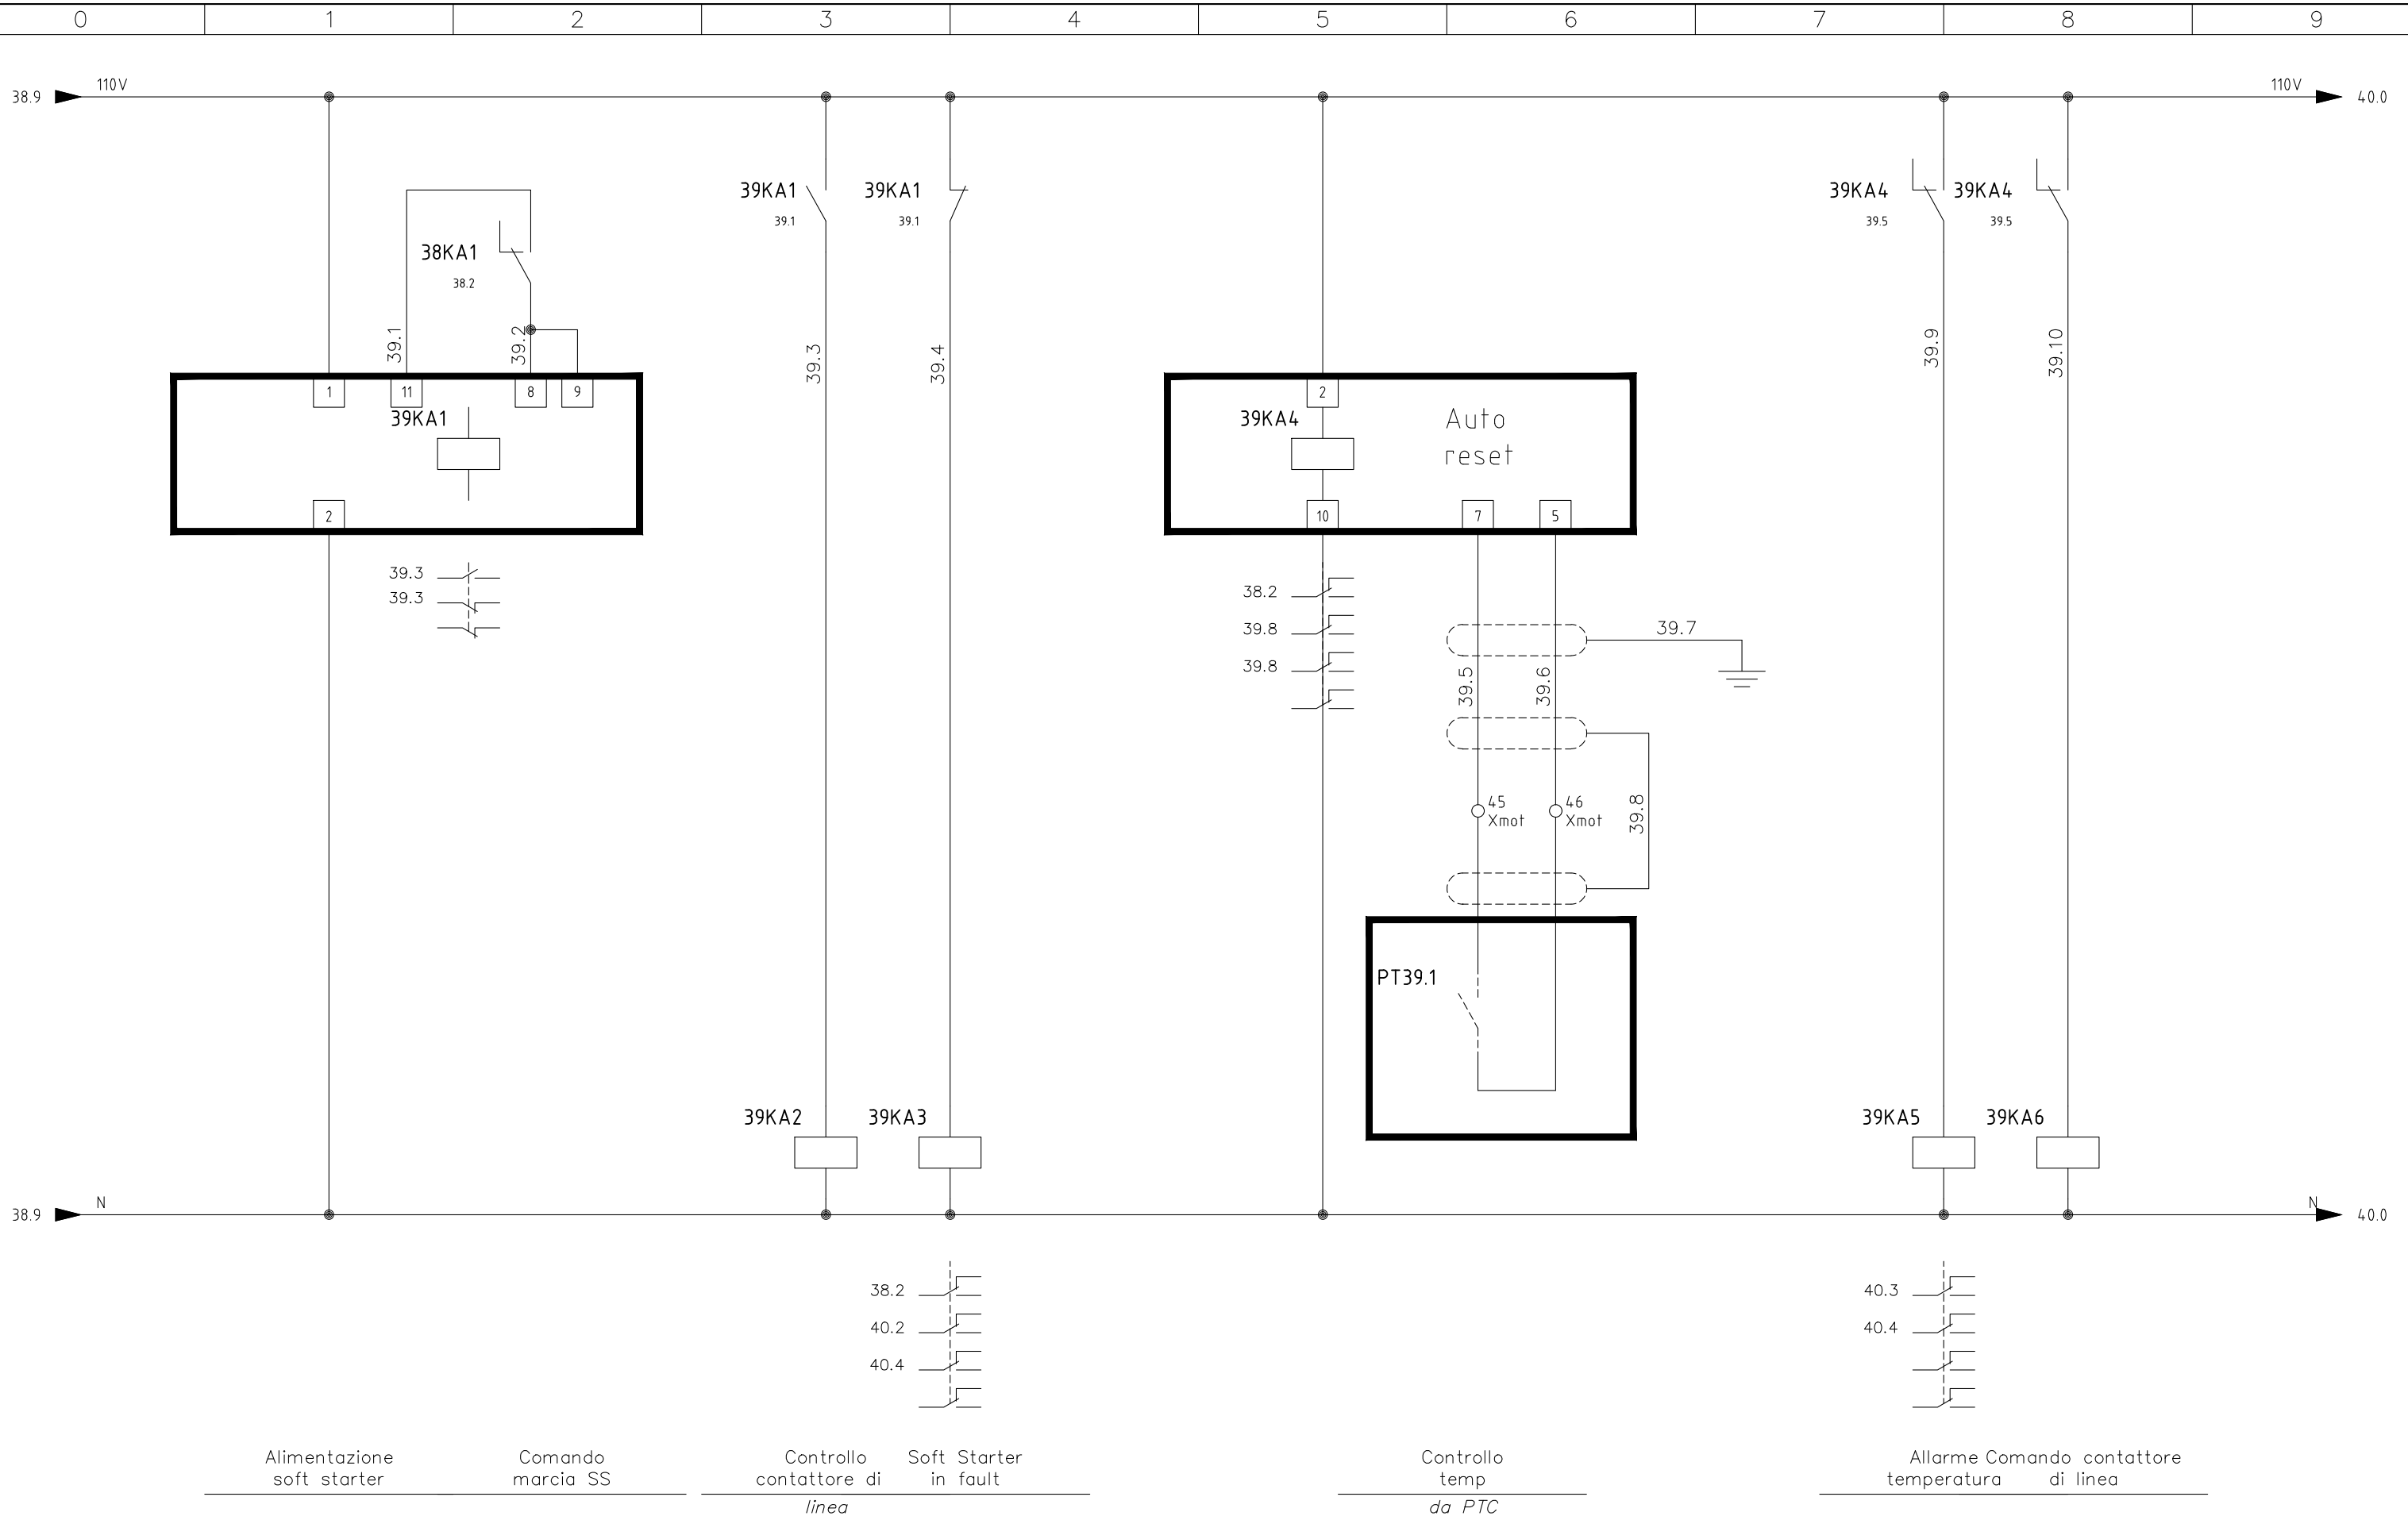 0 1 2 3 4 5 6 7 8 9
38.9 110V 110V 40.0
39KA1 39KA1 39KA4 39KA4
39.1 39.1 39.5 39.5
38KA1
38.2
39.1 39.2 39.3 39.4 39.9 39.10
1 11 8 9 2
39KA1 39KA4 Auto
reset
2 10 7 5
39.3
39.3
38.2
39.8
39.8
39.7
39.5 39.6
45
Xmot
46
Xmot
39.8
PT39.1
39KA2 39KA3 39KA5 39KA6
38.9 N N 40.0
38.2 40.3
40.2 40.4
40.4
Alimentazione
soft starter
Comando
marcia SS
Controllo
contattore di
linea
Soft Starter
in fault
Controllo
temp
da PTC
Allarme
temperatura
Comando contattore
di linea